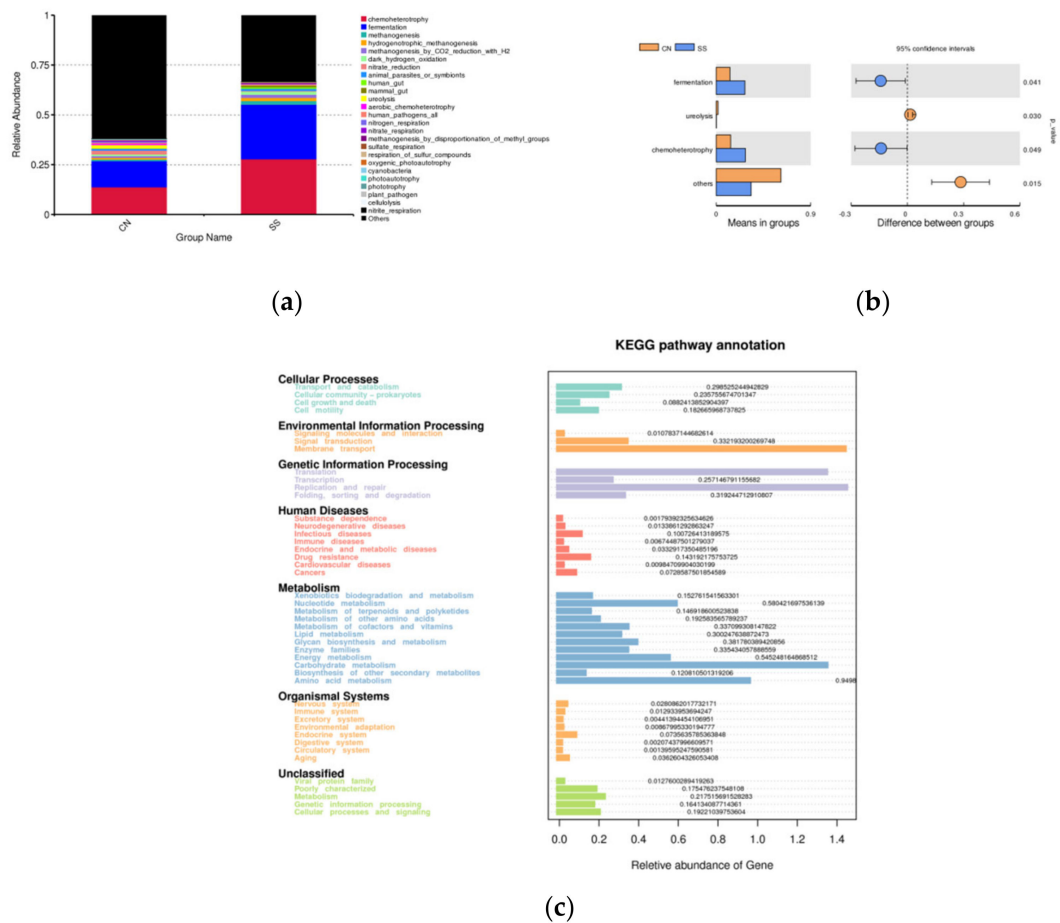 1
0.75
0.5
0.25
0
Relative Abundance
CN
SS
Group Name
chemoheterotrophy
fermentation
methanogenesis
hydrogenotrophic_methanogenesis
methanogenesis_by_CO2_reduction_with_H2
dark_hydrogen_oxidation
nitrate_reduction
animal_parasites_or_symbionts
human_gut
mammal_gut
ureolysis
aerobic_chemoheterotrophy
human_pathogens_all
nitrogen_respiration
nitrate_respiration
methanogenesis_by_disproportionation_of_methyl_groups
sulfate_respiration
respiration_of_sulfur_compounds
oxygenic_photoautotrophy
cyanobacteria
photoautotrophy
phototrophy
plant_pathogen
cellulolysis
nitrite_respiration
Others
(a)
CN SS
95% confidence intervals
fermentation 0.041
ureolysis 0.030
chemoheterotrophy 0.049
others 0.015
p_value
0 0.9 -0.3 0 0.3 0.6
Means in groups Difference between groups
(b)
KEGG pathway annotation
Cellular Processes
Transport and catabolism 0.298525244942829
Cellular community – prokaryotes 0.235755674701347
Cell growth and death 0.0882413852904397
Cell motility 0.182665968737825
Environmental Information Processing
Signaling molecules and interaction 0.0107837144682614
Signal transduction 0.332193200269748
Membrane transport
Genetic Information Processing
Translation
Transcription 0.257146791155682
Replication and repair
Folding, sorting and degradation 0.319244712910807
Human Diseases
Substance dependence 0.00179392325634626
Neurodegenerative diseases 0.0133861292863247
Infectious diseases 0.100726413189575
Immune diseases 0.00674487501279037
Endocrine and metabolic diseases 0.0332917350485196
Drug resistance 0.143192175753725
Cardiovascular diseases 0.00984709904030199
Cancers 0.0728587501854589
Metabolism
Xenobiotics biodegradation and metabolism 0.152761541563301
Nucleotide metabolism 0.580421697536139
Metabolism of terpenoids and polyketides 0.146918600523838
Metabolism of other amino acids 0.192583565789237
Metabolism of cofactors and vitamins 0.337099308147822
Lipid metabolism 0.300247638872473
Glycan biosynthesis and metabolism 0.381780389420856
Enzyme families 0.335434057888559
Energy metabolism 0.545248164868512
Carbohydrate metabolism
Biosynthesis of other secondary metabolites 0.120810501319206
Amino acid metabolism 0.9498
Organismal Systems
Nervous system 0.0280862017732171
Immune system 0.012933953694247
Excretory system 0.00441394454106951
Environmental adaptation 0.00867995330194777
Endocrine system 0.0735635765363848
Digestive system 0.00207437966609571
Circulatory system 0.00139595247590581
Aging 0.0362604326053408
Unclassified
Viral protein family 0.0127600289419263
Poorly characterized 0.175476237548108
Metabolism 0.217515691528283
Genetic information processing 0.164134087714361
Cellular processes and signaling 0.19221039753604
0.0 0.2 0.4 0.6 0.8 1.0 1.2 1.4
Reletive abundance of Gene
(c)